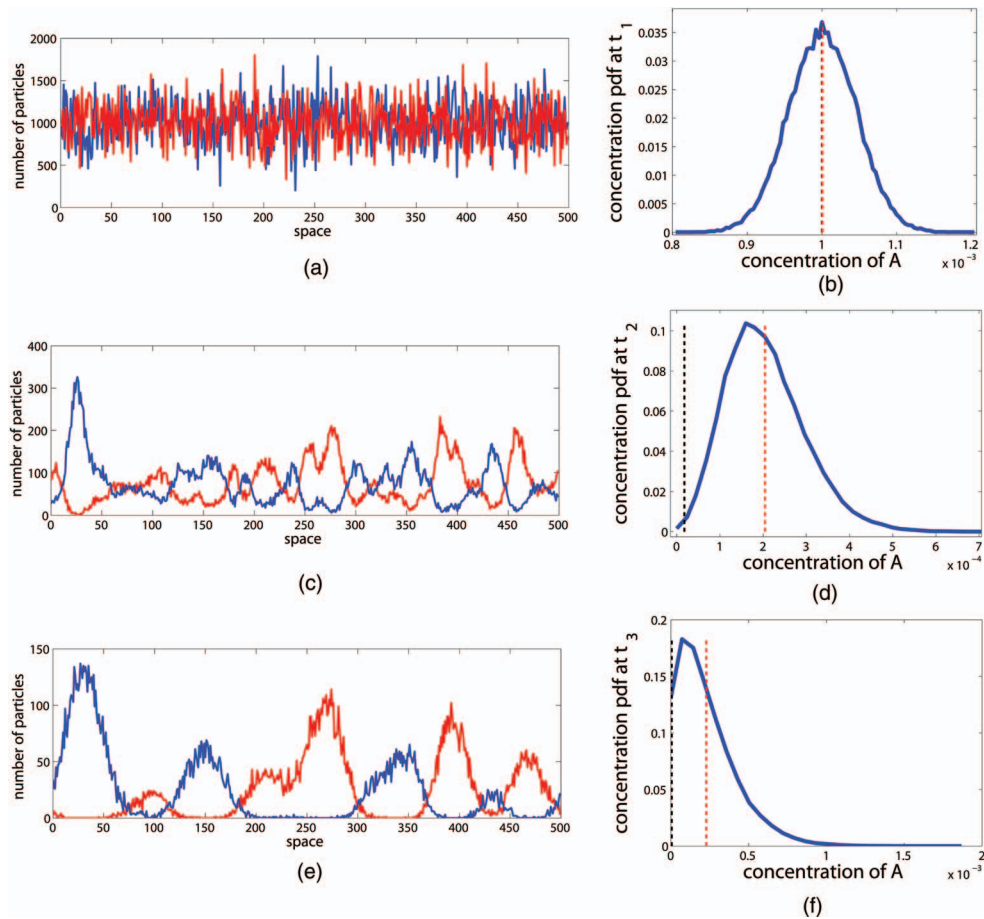 2000
1500
1000
500
0
number of particles
0 50 100 150 200 250 300 350 400 450 500
space
(a)
0.035
0.03
0.025
0.02
0.015
0.01
0.005
0
concentration pdf at t 1
0.8 0.9 1 1.1 1.2
x 10 -3
concentration of A
(b)
400
300
200
100
0
number of particles
0 50 100 150 200 250 300 350 400 450 500
space
(c)
0.1
0.08
0.06
0.04
0.02
0
concentration pdf at t 2
0 1 2 3 4 5 6 7
x 10 -4
concentration of A
(d)
150
100
50
0
number of particles
0 50 100 150 200 250 300 350 400 450 500
space
(e)
0.2
0.15
0.1
0.05
0
concentration pdf at t 3
0 0.5 1 1.5 2
x 10 -3
concentration of A
(f)